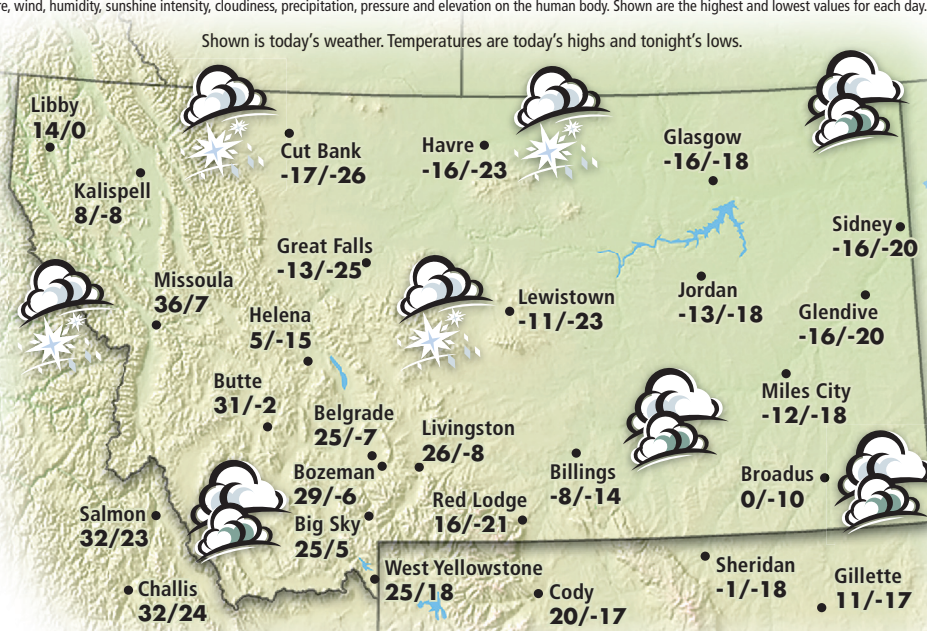 re, wind, humidity, sunshine intensity, cloudiness, precipitation, pressure and elevation on the human body. Shown are the highest and lowest values for each day.
Shown is today's weather. Temperatures are today's highs and tonight's lows.
Libby
14/0
Cut Bank
-17/-26
Havre
-16/-23
Glasgow
-16/-18
Kalispell
8/-8
Sidney
-16/-20
Great Falls
-13/-25
Missoula
36/7
Lewistown
-11/-23
Jordan
-13/-18
Glendive
-16/-20
Helena
5/-15
Butte
31/-2
Miles City
-12/-18
Belgrade
25/-7
Livingston
26/-8
Bozeman
29/-6
Billings
-8/-14
Broadus
0/-10
Red Lodge
16/-21
Salmon
32/23
Big Sky
25/5
West Yellowstone
25/18
Sheridan
-1/-18
Gillette
11/-17
Challis
32/24
Cody
20/-17